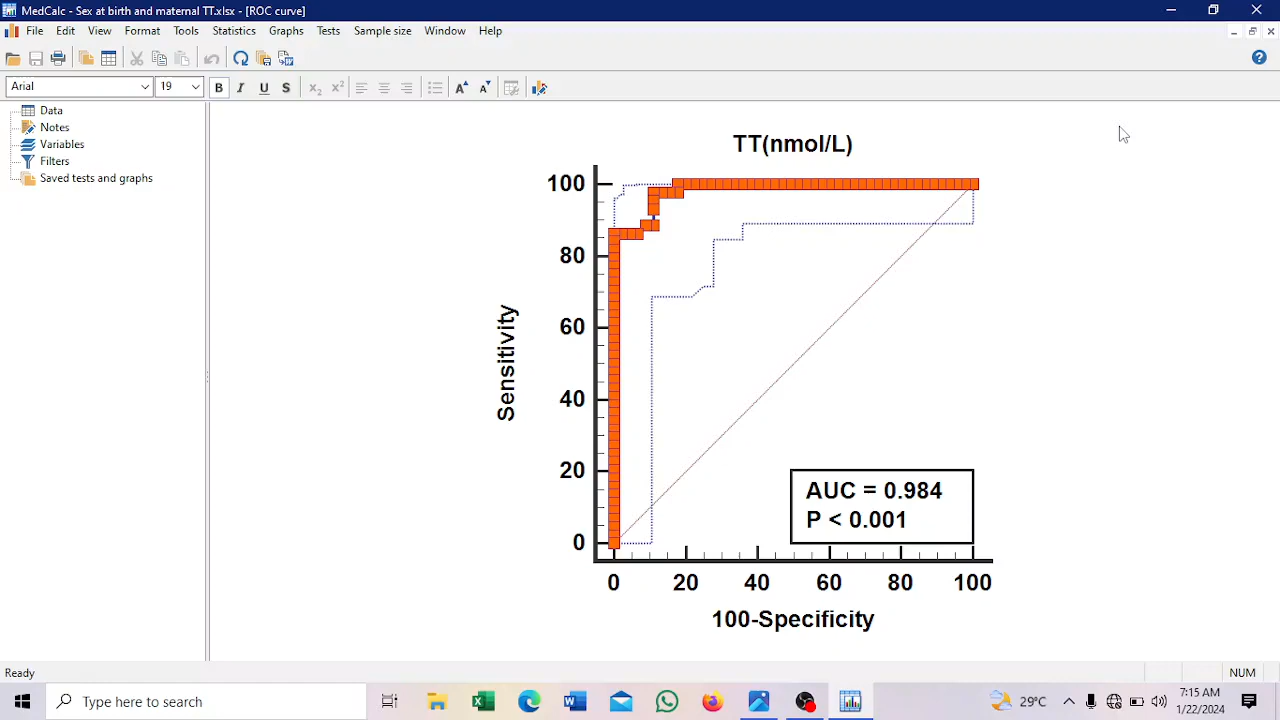 MedCalc - Sex at birth and maternal TT.xlsx - [ROC curve]
File Edit View Format Tools Statistics Graphs Tests Sample size Window Help
Arial 19 B I U S X₂ X² A A
Data
Notes
Variables
Filters
Saved tests and graphs
TT(nmol/L)
100
80
60
40
20
0
Sensitivity
AUC = 0.984
P < 0.001
0 20 40 60 80 100
100-Specificity
Ready
NUM
Type here to search
29°C
7:15 AM
1/22/2024